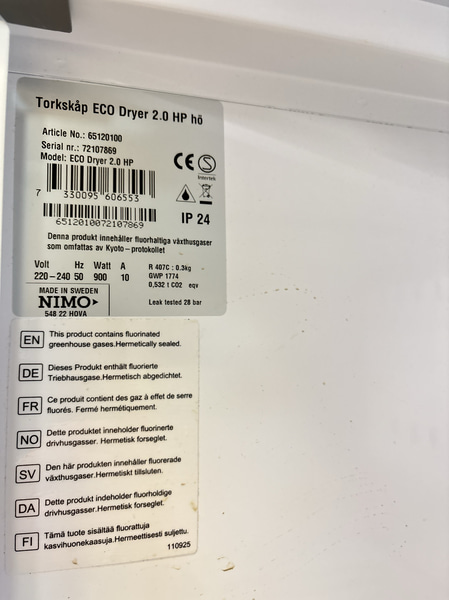 Torkskåp ECO Dryer 2.0 HP hö
Article No.: 65120100
Serial nr.: 72107869
Model: ECO Dryer 2.0 HP
CE S
Intertek
7 330095 606553
6512010072107869
IP 24
Denna produkt innehåller fluorhaltiga växthusgaser
som omfattas av Kyoto-protokollet
Volt Hz Watt A
220-240 50 900 10
R 407C : 0.3kg
GWP 1774
0,532 t CO2 eqv
MADE IN SWEDEN
NIMO
548 22 HOVA
Leak tested 28 bar
EN This product contains fluorinated
greenhouse gases.Hermetically sealed.
DE Dieses Produkt enthält fluorierte
Triebhausgase.Hermetisch abgedichtet.
FR Ce produit contient des gaz à effet de serre
fluorés. Fermé hermétiquement.
NO Dette produktet inneholder fluorinerte
drivhusgasser. Hermetisk forseglet.
SV Den här produkten innehåller fluorerade
växthusgaser.Hermetiskt tillsluten.
DA Dette produkt indeholder fluorholdige
drivhusgasser. Hermetisk forseglet.
FI Tämä tuote sisältää fluorattuja
kasvihuonekaasuja.Hermeettisesti suljettu.
110925